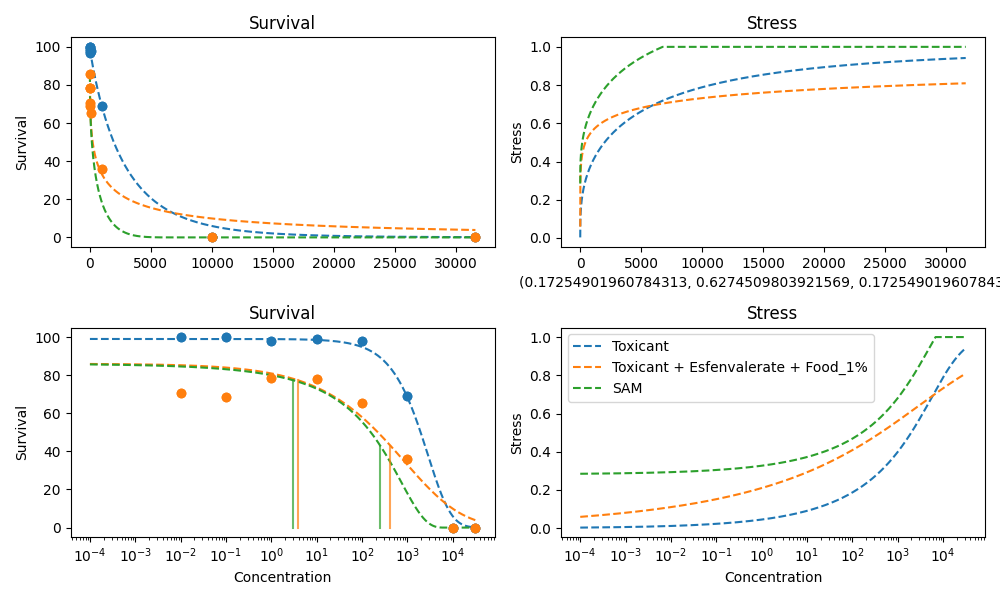 Survival
Survival
100
80
60
40
20
0
0 5000 10000 15000 20000 25000 30000
Stress
Stress
1.0
0.8
0.6
0.4
0.2
0.0
0 5000 10000 15000 20000 25000 30000
(0.17254901960784313, 0.6274509803921569, 0.172549019607843
Survival
Survival
100
80
60
40
20
0
10⁻⁴ 10⁻³ 10⁻² 10⁻¹ 10⁰ 10¹ 10² 10³ 10⁴
Concentration
Stress
Stress
1.0
0.8
0.6
0.4
0.2
0.0
Toxicant
Toxicant + Esfenvalerate + Food_1%
SAM
10⁻⁴ 10⁻³ 10⁻² 10⁻¹ 10⁰ 10¹ 10² 10³ 10⁴
Concentration